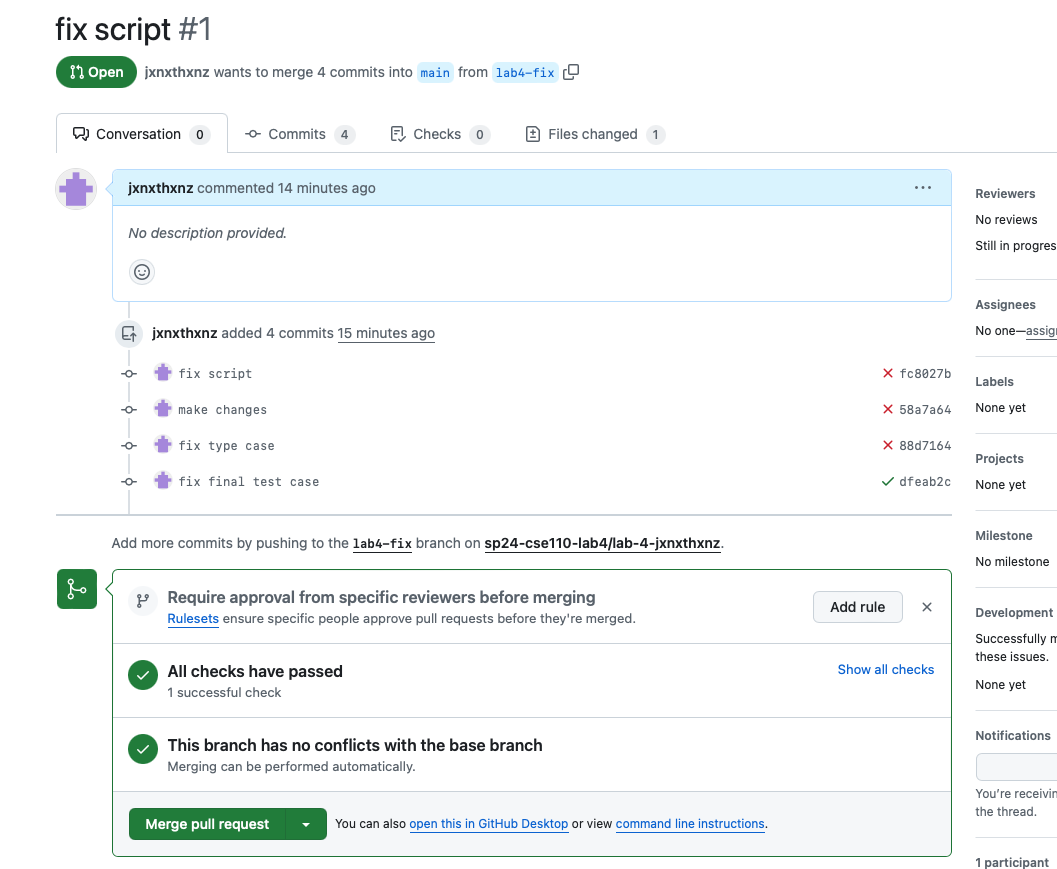 fix script #1
Open jxnxthxnz wants to merge 4 commits into main from lab4-fix
Conversation 0 Commits 4 Checks 0 Files changed 1
jxnxthxnz commented 14 minutes ago ...
No description provided.
jxnxthxnz added 4 commits 15 minutes ago
fix script fc8027b
make changes 58a7a64
fix type case 88d7164
fix final test case dfeab2c
Add more commits by pushing to the lab4-fix branch on sp24-cse110-lab4/lab-4-jxnxthxnz.
Require approval from specific reviewers before merging
Rulesets ensure specific people approve pull requests before they're merged.
Add rule
All checks have passed
1 successful check
Show all checks
This branch has no conflicts with the base branch
Merging can be performed automatically.
Merge pull request You can also open this in GitHub Desktop or view command line instructions.
Reviewers
No reviews
Still in progres
Assignees
No one—assig
Labels
None yet
Projects
None yet
Milestone
No milestone
Development
Successfully m
these issues.
None yet
Notifications
You're receivin
the thread.
1 participant